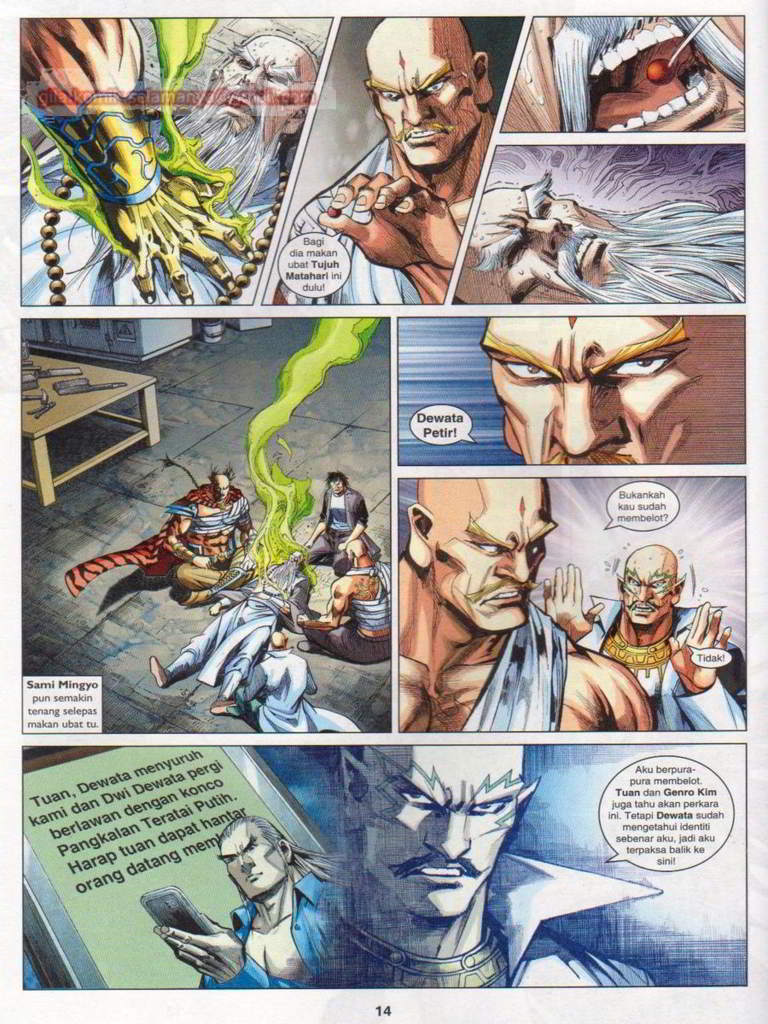 Bagi
dia makan
ubat Tujuh
Matahari ini
dulu!
Dewata
Petir!
Bukankah
kau sudah
membelot?
Tidak!
Sami Mingyo
pun semakin
tenang selepas
makan ubat tu.
Tuan, Dewata menyuruh
kami dan Dwi Dewata pergi
berlawan dengan konco
Pangkalan Teratai Putih.
Harap tuan dapat hantar
orang datang mem
Aku berpura-
pura membelot.
Tuan dan Genro Kim
juga tahu akan perkara
ini. Tetapi Dewata sudah
mengetahui identiti
sebenar aku, jadi aku
terpaksa balik ke
sini!
14